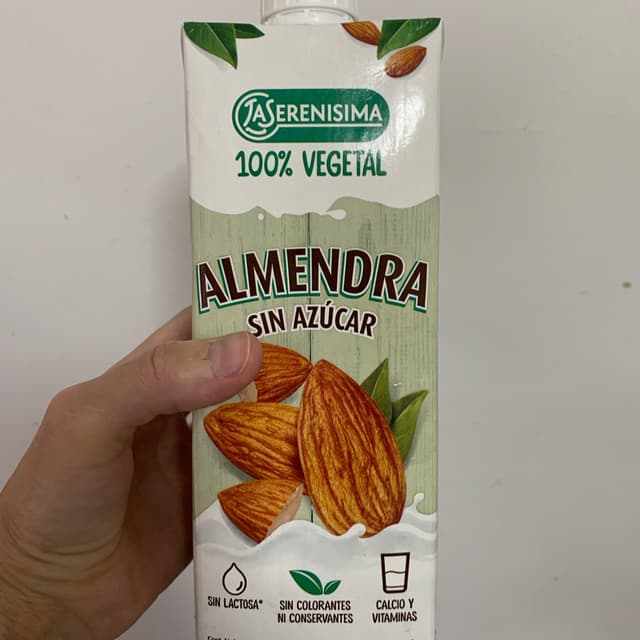 LASERENISIMA
100% VEGETAL
ALMENDRA
SIN AZÚCAR
SIN LACTOSA*
SIN COLORANTES
NI CONSERVANTES
CALCIO Y
VITAMINAS